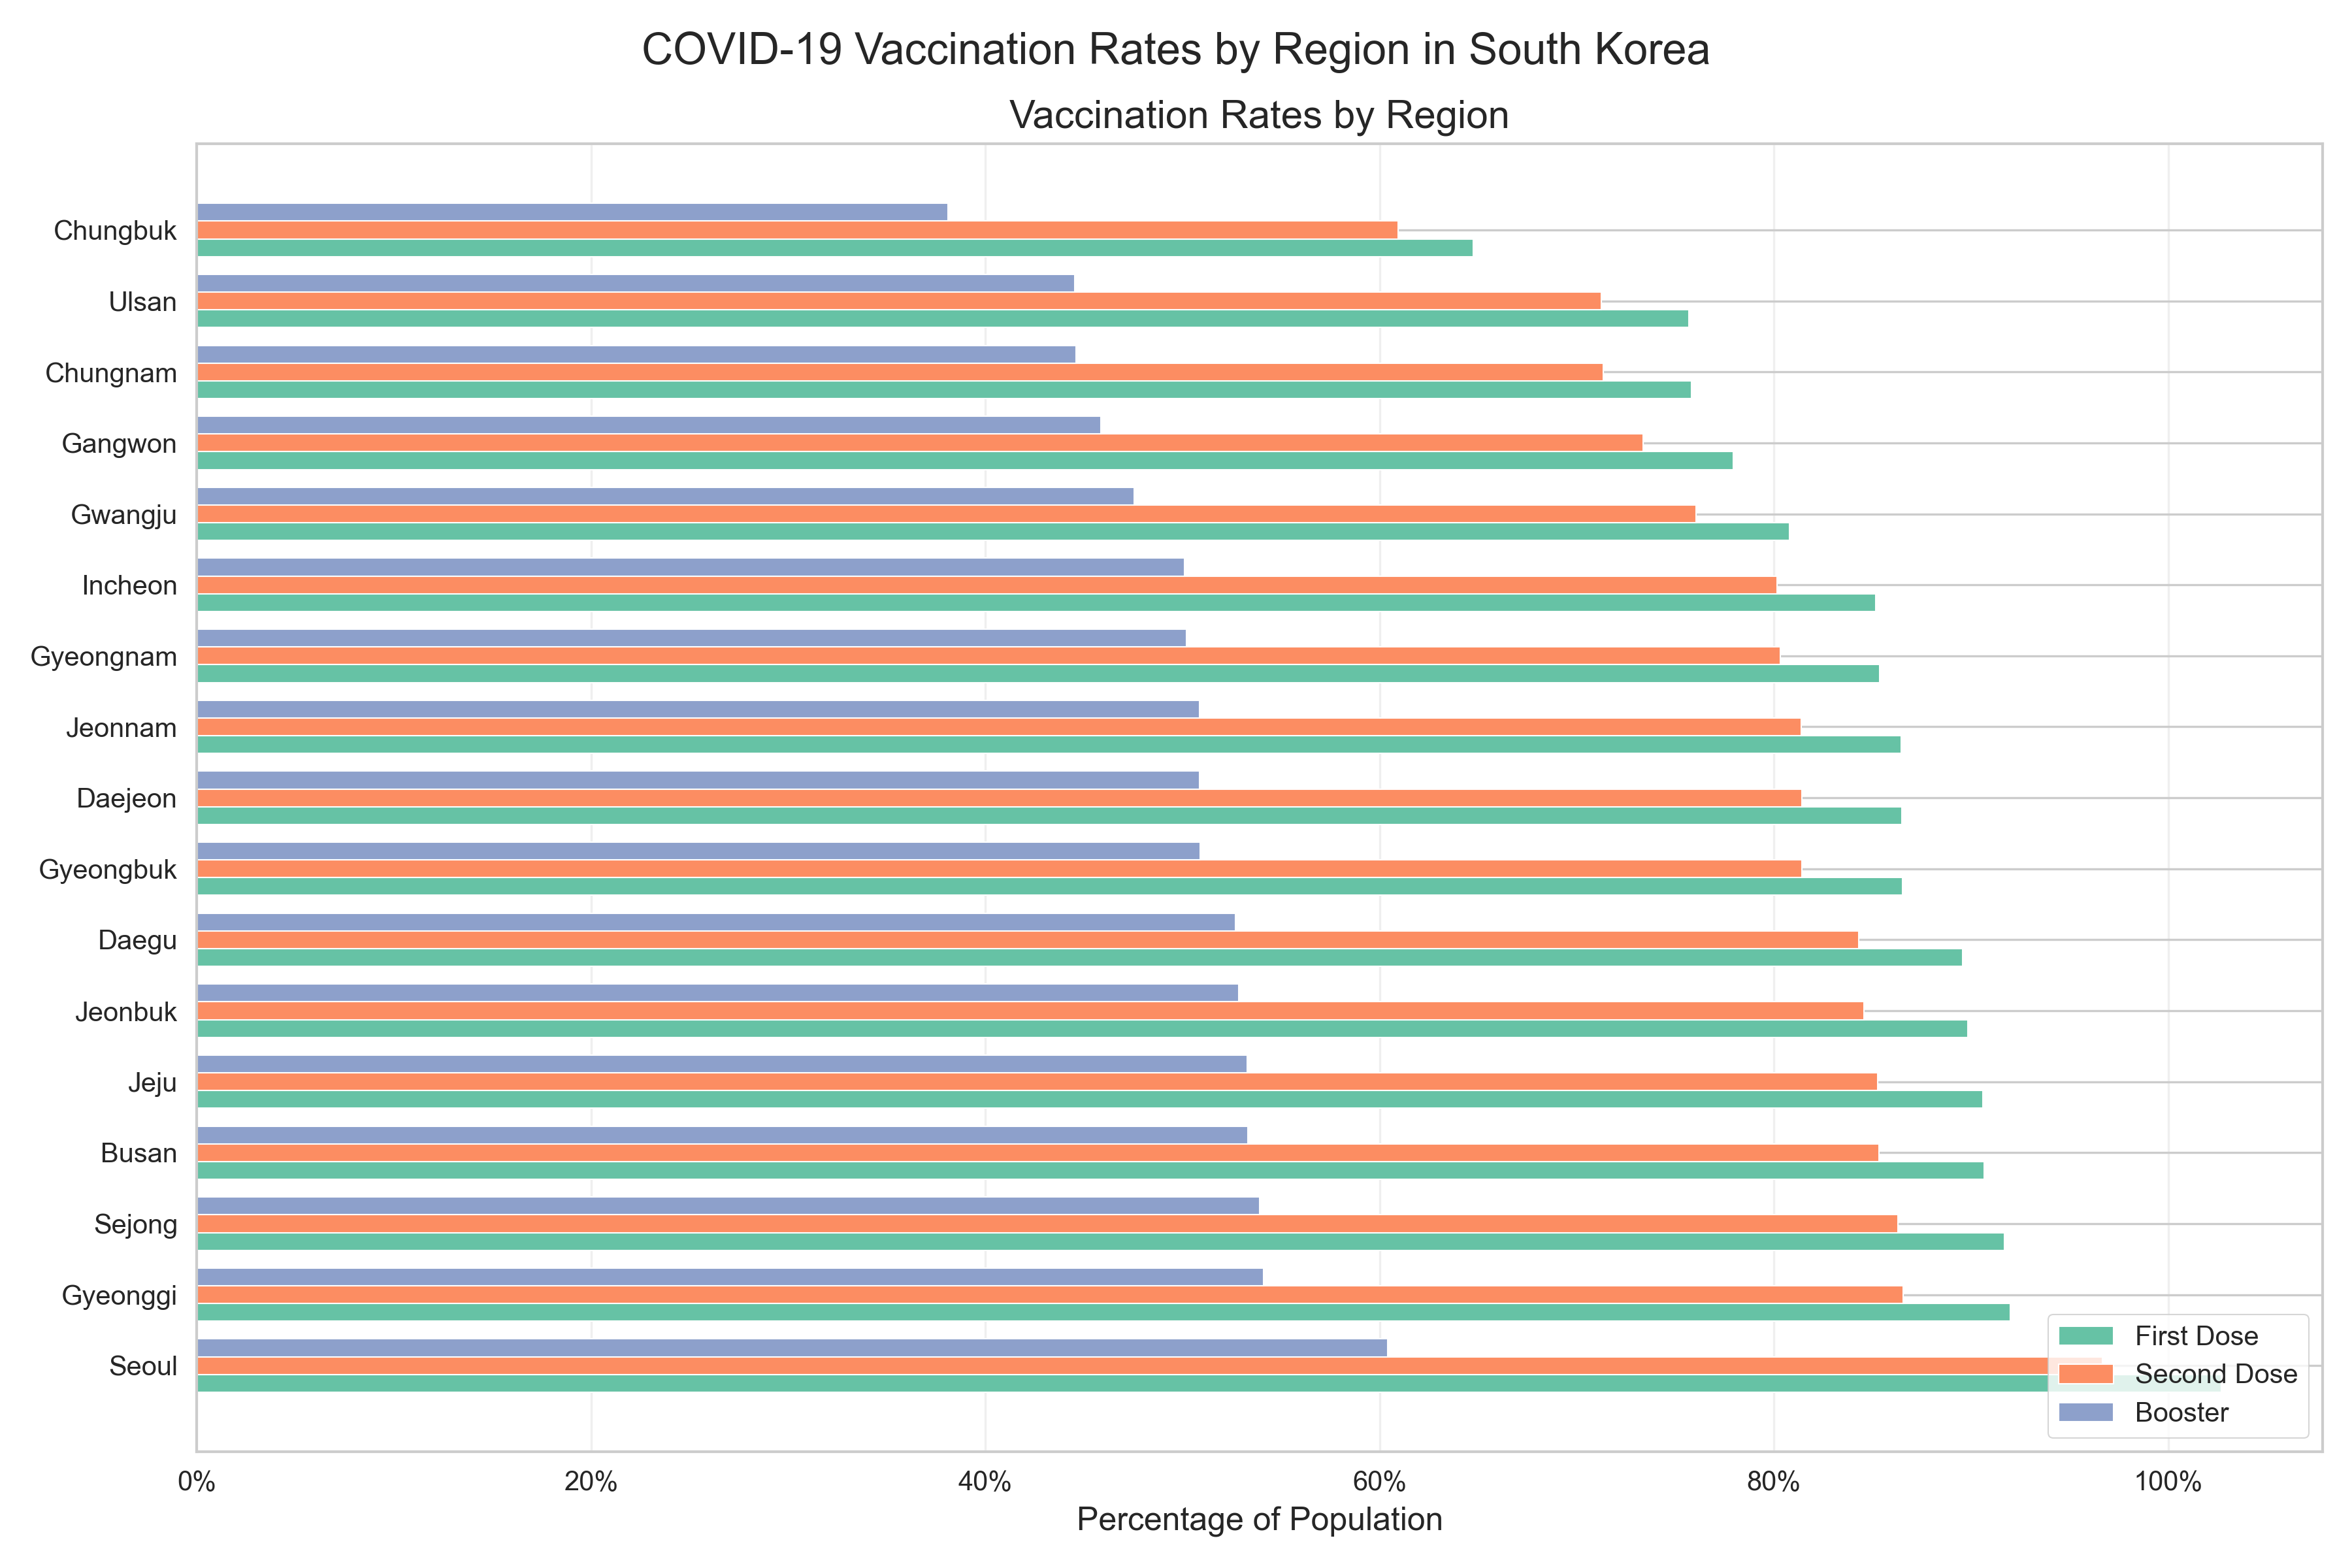 COVID-19 Vaccination Rates by Region in South Korea
Vaccination Rates by Region
Chungbuk
Ulsan
Chungnam
Gangwon
Gwangju
Incheon
Gyeongnam
Jeonnam
Daejeon
Gyeongbuk
Daegu
Jeonbuk
Jeju
Busan
Sejong
Gyeonggi
Seoul
First Dose
Second Dose
Booster
0% 20% 40% 60% 80% 100%
Percentage of Population